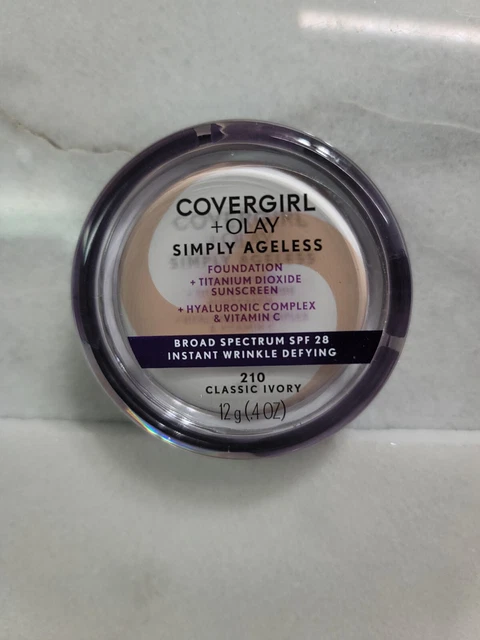 COVERGIRL
+ OLAY
SIMPLY AGELESS
FOUNDATION
+ TITANIUM DIOXIDE
SUNSCREEN
+ HYALURONIC COMPLEX
& VITAMIN C
BROAD SPECTRUM SPF 28
INSTANT WRINKLE DEFYING
210
CLASSIC IVORY
12 g (.4 OZ)